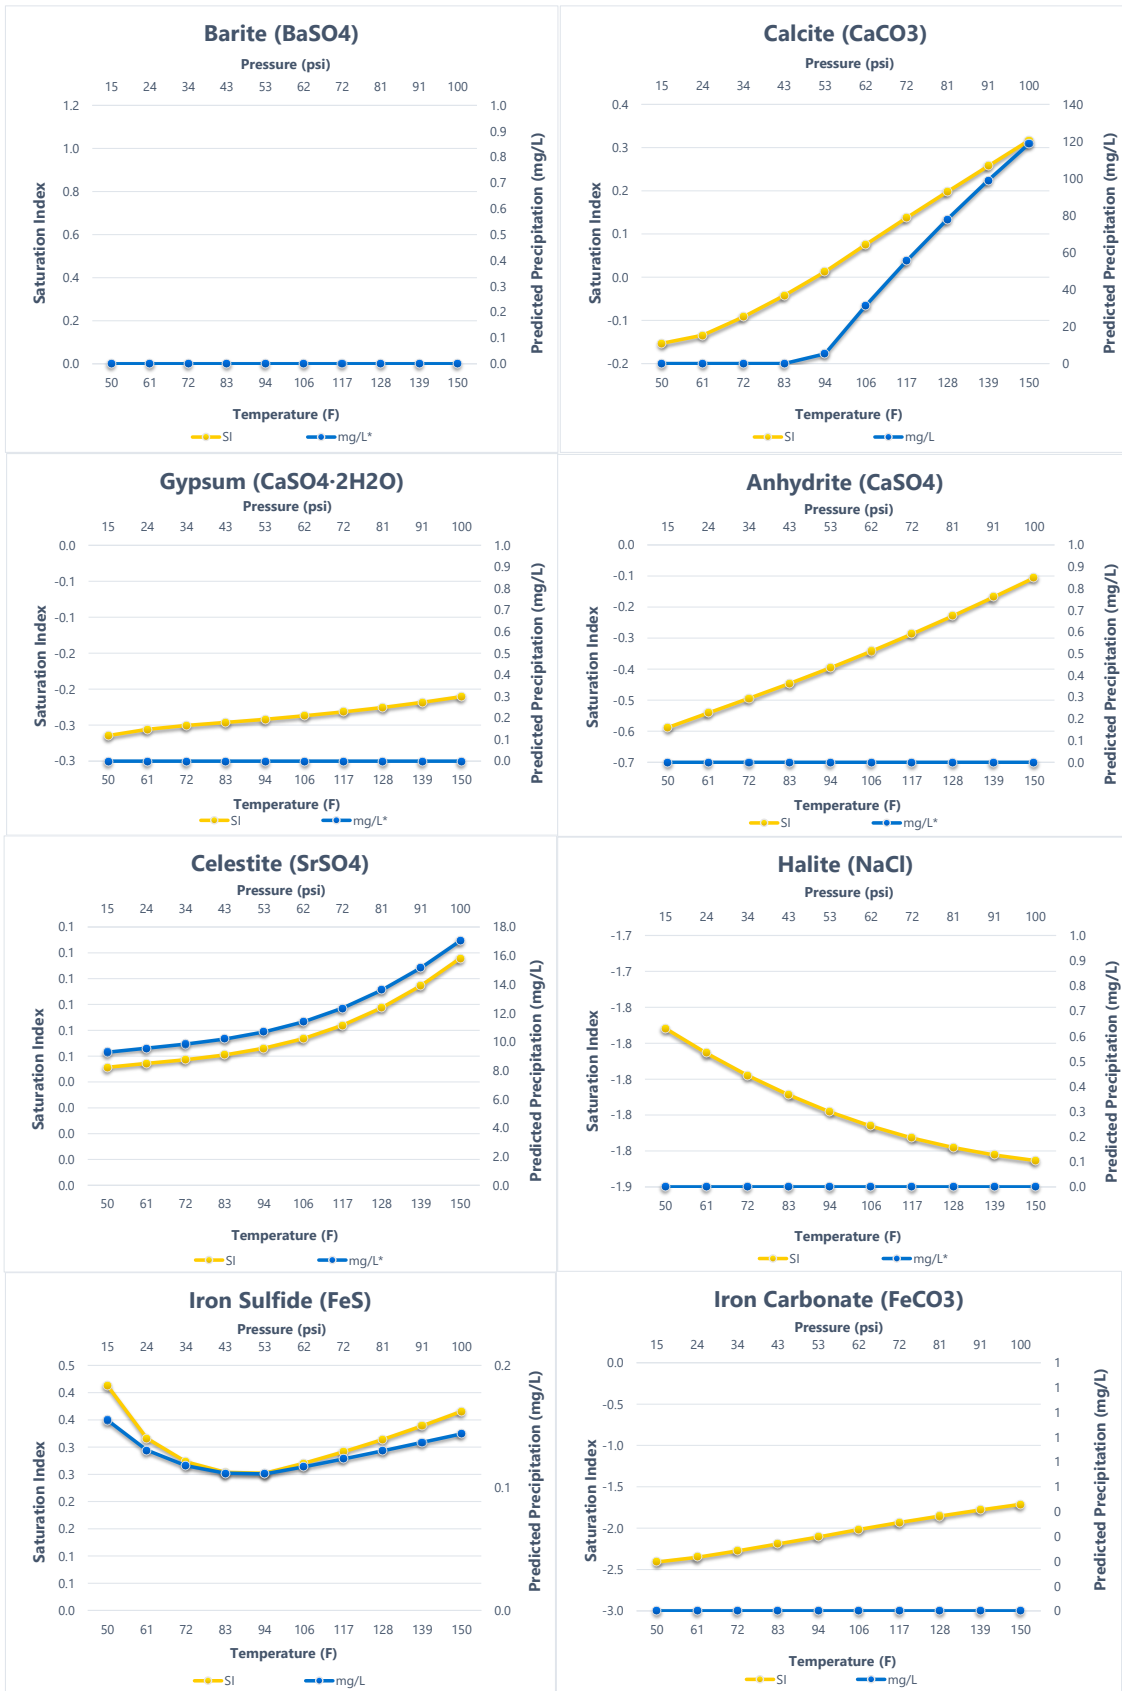 Barite (BaSO4)
Pressure (psi)
15 24 34 43 53 62 72 81 91 100
1.2 1.0 0.8 0.6 0.4 0.2 0.0
Saturation Index
1.0 0.9 0.8 0.7 0.6 0.5 0.4 0.3 0.2 0.1 0.0
Predicted Precipitation (mg/L)
50 61 72 83 94 106 117 128 139 150
Temperature (F)
SI mg/L*
Calcite (CaCO3)
Pressure (psi)
15 24 34 43 53 62 72 81 91 100
0.4 0.3 0.2 0.1 0.0 -0.1 -0.2
Saturation Index
140 120 100 80 60 40 20 0
Predicted Precipitation (mg/L)
50 61 72 83 94 106 117 128 139 150
Temperature (F)
SI mg/L
Gypsum (CaSO4·2H2O)
Pressure (psi)
15 24 34 43 53 62 72 81 91 100
0.0 -0.1 -0.1 -0.2 -0.2 -0.3 -0.3
Saturation Index
1.0 0.9 0.8 0.7 0.6 0.5 0.4 0.3 0.2 0.1 0.0
Predicted Precipitation (mg/L)
50 61 72 83 94 106 117 128 139 150
Temperature (F)
SI mg/L*
Anhydrite (CaSO4)
Pressure (psi)
15 24 34 43 53 62 72 81 91 100
0.0 -0.1 -0.2 -0.3 -0.4 -0.5 -0.6 -0.7
Saturation Index
1.0 0.9 0.8 0.7 0.6 0.5 0.4 0.3 0.2 0.1 0.0
Predicted Precipitation (mg/L)
50 61 72 83 94 106 117 128 139 150
Temperature (F)
SI mg/L*
Celestite (SrSO4)
Pressure (psi)
15 24 34 43 53 62 72 81 91 100
0.1 0.1 0.1 0.1 0.1 0.1 0.0 0.0 0.0 0.0 0.0
Saturation Index
18.0 16.0 14.0 12.0 10.0 8.0 6.0 4.0 2.0 0.0
Predicted Precipitation (mg/L)
50 61 72 83 94 106 117 128 139 150
Temperature (F)
SI mg/L*
Halite (NaCl)
Pressure (psi)
15 24 34 43 53 62 72 81 91 100
-1.7 -1.7 -1.8 -1.8 -1.8 -1.8 -1.8 -1.9
Saturation Index
1.0 0.9 0.8 0.7 0.6 0.5 0.4 0.3 0.2 0.1 0.0
Predicted Precipitation (mg/L)
50 61 72 83 94 106 117 128 139 150
Temperature (F)
SI mg/L*
Iron Sulfide (FeS)
Pressure (psi)
15 24 34 43 53 62 72 81 91 100
0.5 0.4 0.4 0.3 0.3 0.2 0.2 0.1 0.1 0.0
Saturation Index
0.2 0.1 0.0
Predicted Precipitation (mg/L)
50 61 72 83 94 106 117 128 139 150
Temperature (F)
SI mg/L
Iron Carbonate (FeCO3)
Pressure (psi)
15 24 34 43 53 62 72 81 91 100
0.0 -0.5 -1.0 -1.5 -2.0 -2.5 -3.0
Saturation Index
1 1 1 1 1 1 0 0 0 0 0
Predicted Precipitation (mg/L)
50 61 72 83 94 106 117 128 139 150
Temperature (F)
SI mg/L